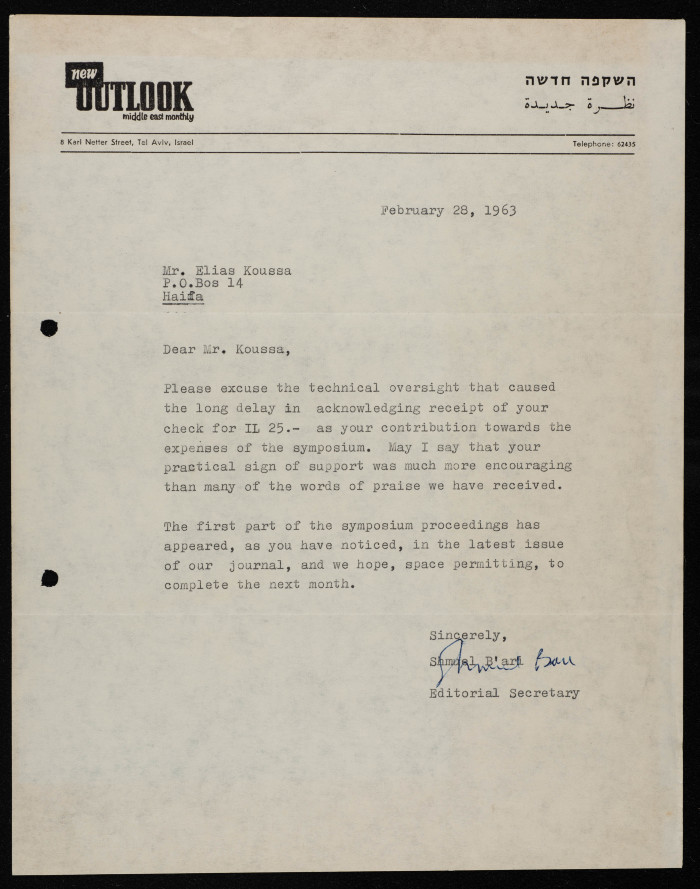 new
OUTLOOK
middle east monthly
השקפה חדשה
نظرة جديدة
8 Karl Netter Street, Tel Aviv, Israel
Telephone: 62435
February 28, 1963
Mr. Elias Koussa
P.O.Bos 14
Haifa
Dear Mr. Koussa,
Please excuse the technical oversight that caused
the long delay in acknowledging receipt of your
check for IL 25.- as your contribution towards the
expenses of the symposium. May I say that your
practical sign of support was much more encouraging
than many of the words of praise we have received.
The first part of the symposium proceedings has
appeared, as you have noticed, in the latest issue
of our journal, and we hope, space permitting, to
complete the next month.
Sincerely,
Shmuel B'ari
Editorial Secretary